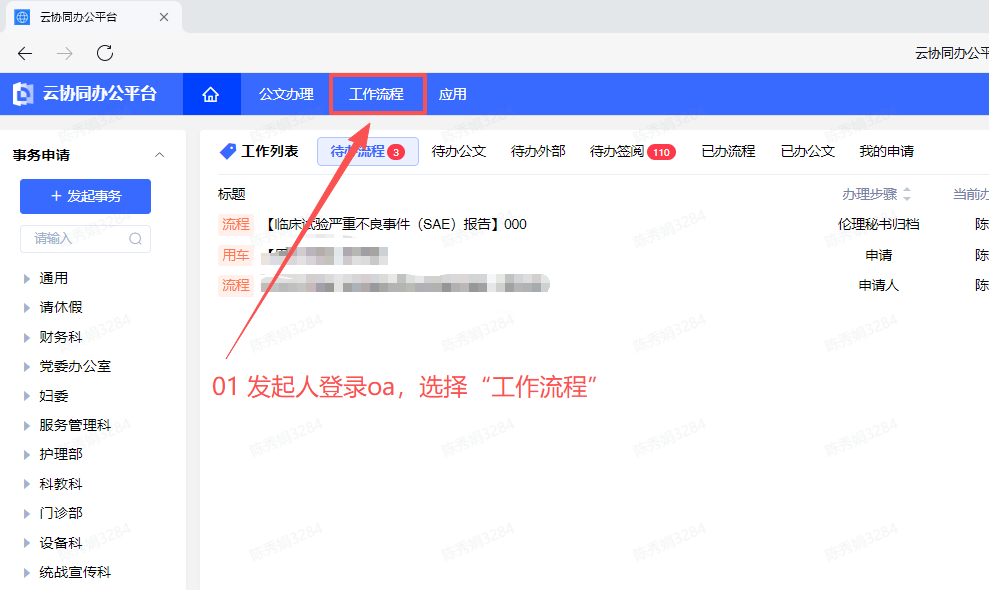 云协同办公平台
云协同办公平
云协同办公平台 公文办理 工作流程 应用
事务申请
+ 发起事务
请输入
通用
请休假
财务科
党委办公室
妇委
服务管理科
护理部
科教科
门诊部
设备科
统战宣传科
工作列表 待办流程 3 待办公文 待办外部 待办签阅 110 已办流程 已办公文 我的申请
标题 办理步骤 当前办
流程 【临床试验严重不良事件（SAE）报告】000 伦理秘书归档 陈
用车 申请 陈
流程 申请人 陈
01 发起人登录oa，选择“工作流程”
陈秀娟3284